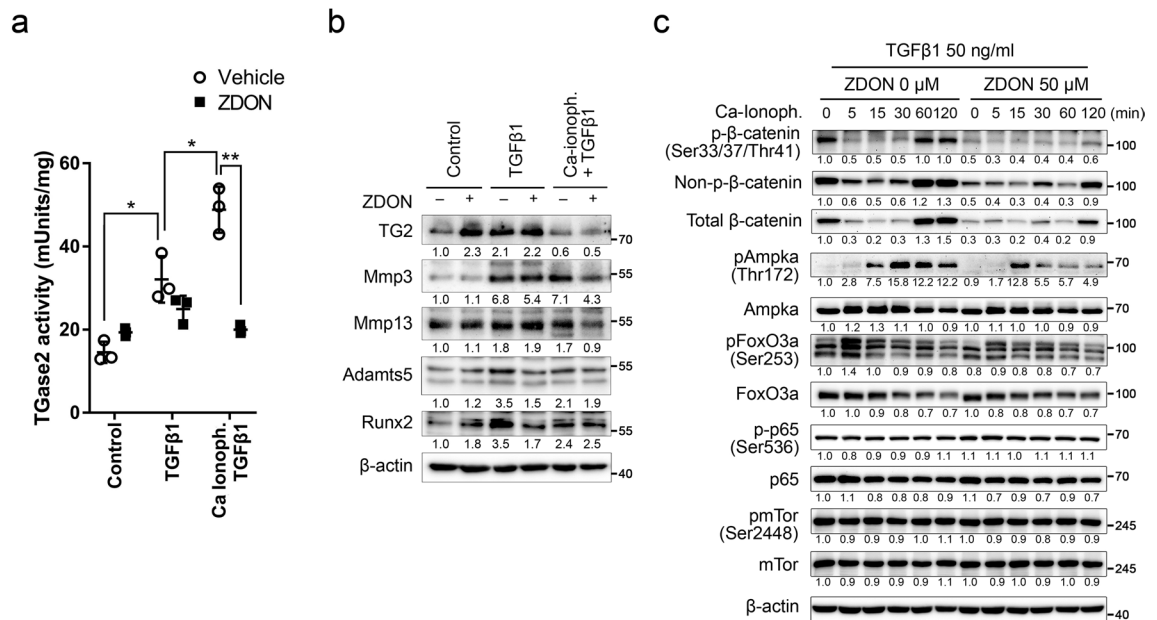 a
Vehicle
ZDON
TGase2 activity (mUnits/mg)
60
40
20
0
*
*
**
Control
TGFβ1
Ca Ionoph.
TGFβ1
b
Control
TGFβ1
Ca-ionoph.
+ TGFβ1
ZDON – + – + – +
TG2 70
1.0 2.3 2.1 2.2 0.6 0.5
Mmp3 55
1.0 1.1 6.8 5.4 7.1 4.3
Mmp13 55
1.0 1.1 1.8 1.9 1.7 0.9
Adamts5 55
1.0 1.2 3.5 1.5 2.1 1.9
Runx2 55
1.0 1.8 3.5 1.7 2.4 2.5
β-actin 40
c
TGFβ1 50 ng/ml
ZDON 0 μM ZDON 50 μM
Ca-Ionoph. 0 5 15 30 60 120 0 5 15 30 60 120 (min)
p-β-catenin
(Ser33/37/Thr41) 100
1.0 0.5 0.5 0.5 1.0 1.0 0.5 0.3 0.4 0.4 0.4 0.6
Non-p-β-catenin 100
1.0 0.6 0.5 0.6 1.2 1.3 0.5 0.4 0.3 0.4 0.3 0.9
Total β-catenin 100
1.0 0.3 0.2 0.3 1.3 1.5 0.3 0.3 0.2 0.4 0.2 0.9
pAmpka
(Thr172) 70
1.0 2.8 7.5 15.8 12.2 12.2 0.9 1.7 12.8 5.5 5.7 4.9
Ampka 70
1.0 1.2 1.3 1.1 1.0 0.9 1.0 1.1 1.0 1.0 0.9 0.9
pFoxO3a
(Ser253) 100
1.0 1.4 1.0 0.9 0.9 0.8 0.8 0.8 0.8 0.8 0.7 0.7
FoxO3a 100
1.0 1.0 0.9 0.8 0.7 0.7 1.0 0.8 0.8 0.8 0.7 0.7
p-p65
(Ser536) 70
1.0 0.8 0.9 0.9 0.9 1.1 1.1 1.1 1.0 1.1 1.1 1.1
p65 70
1.0 1.1 0.8 0.8 0.8 0.9 1.1 0.7 0.9 0.7 0.9 0.7
pmTor
(Ser2448) 245
1.0 0.9 0.9 0.9 1.0 1.1 1.0 0.9 0.9 0.8 0.9 0.9
mTor 245
1.0 0.9 0.9 0.9 0.9 1.1 1.0 0.9 1.0 0.9 1.0 0.9
β-actin 40